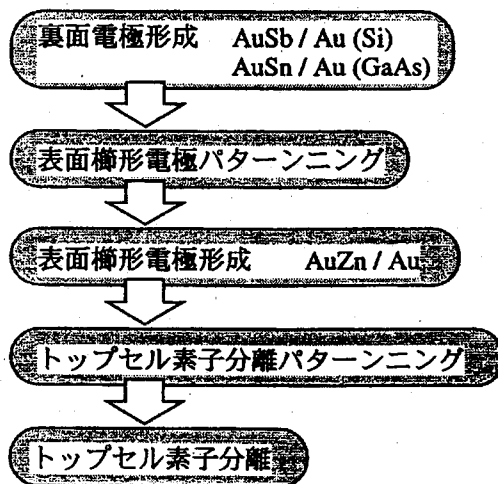 裏面電極形成 AuSb / Au (Si)
AuSn / Au (GaAs)
表面櫛形電極パターンニング
表面櫛形電極形成 AuZn / Au
トップセル素子分離パターンニング
トップセル素子分離